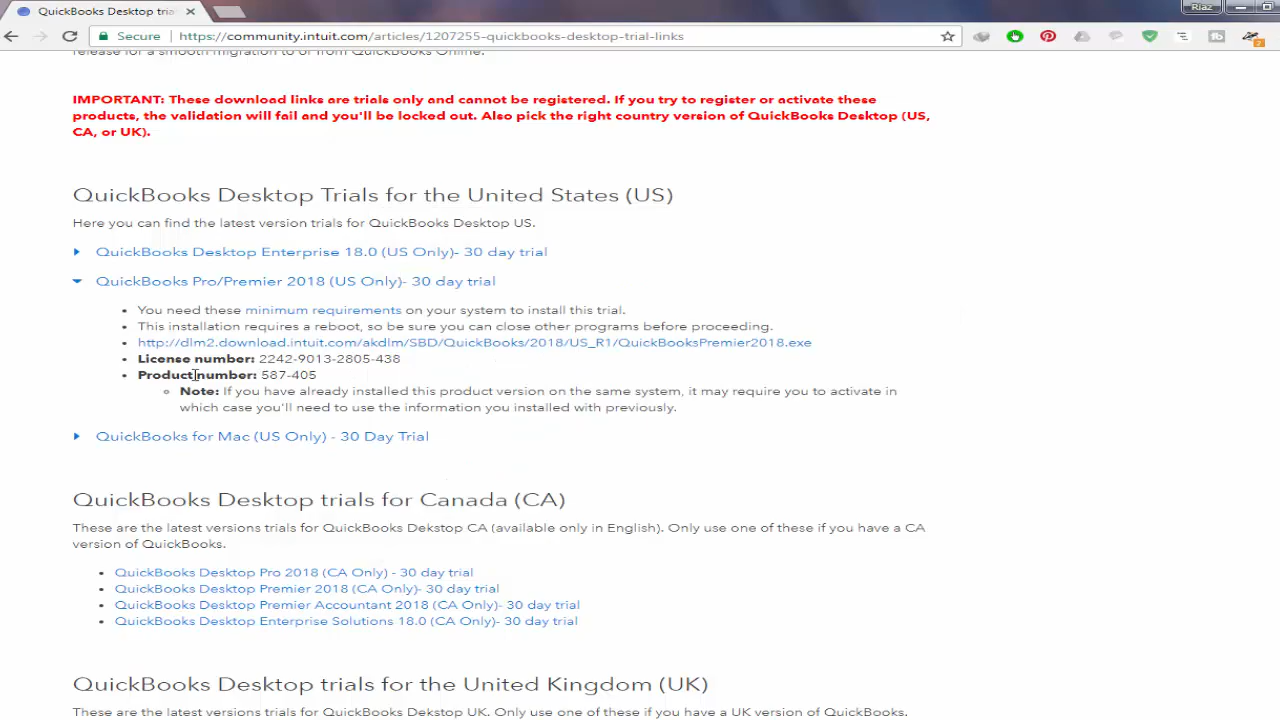 QuickBooks Desktop tria
Riaz
Secure
https://community.intuit.com/articles/1207255-quickbooks-desktop-trial-links
release for a smooth migration to or from QuickBooks Online.
IMPORTANT: These download links are trials only and cannot be registered. If you try to register or activate these
products, the validation will fail and you'll be locked out. Also pick the right country version of QuickBooks Desktop (US,
CA, or UK).
QuickBooks Desktop Trials for the United States (US)
Here you can find the latest version trials for QuickBooks Desktop US.
QuickBooks Desktop Enterprise 18.0 (US Only)- 30 day trial
QuickBooks Pro/Premier 2018 (US Only)- 30 day trial
You need these minimum requirements on your system to install this trial.
This installation requires a reboot, so be sure you can close other programs before proceeding.
http://dlm2.download.intuit.com/akdlm/SBD/QuickBooks/2018/US_R1/QuickBooksPremier2018.exe
License number: 2242-9013-2805-438
Product number: 587-405
Note: If you have already installed this product version on the same system, it may require you to activate in
which case you'll need to use the information you installed with previously.
QuickBooks for Mac (US Only) - 30 Day Trial
QuickBooks Desktop trials for Canada (CA)
These are the latest versions trials for QuickBooks Dekstop CA (available only in English). Only use one of these if you have a CA
version of QuickBooks.
QuickBooks Desktop Pro 2018 (CA Only) - 30 day trial
QuickBooks Desktop Premier 2018 (CA Only)- 30 day trial
QuickBooks Desktop Premier Accountant 2018 (CA Only)- 30 day trial
QuickBooks Desktop Enterprise Solutions 18.0 (CA Only)- 30 day trial
QuickBooks Desktop trials for the United Kingdom (UK)
These are the latest versions trials for QuickBooks Dekstop UK. Only use one of these if you have a UK version of QuickBooks.